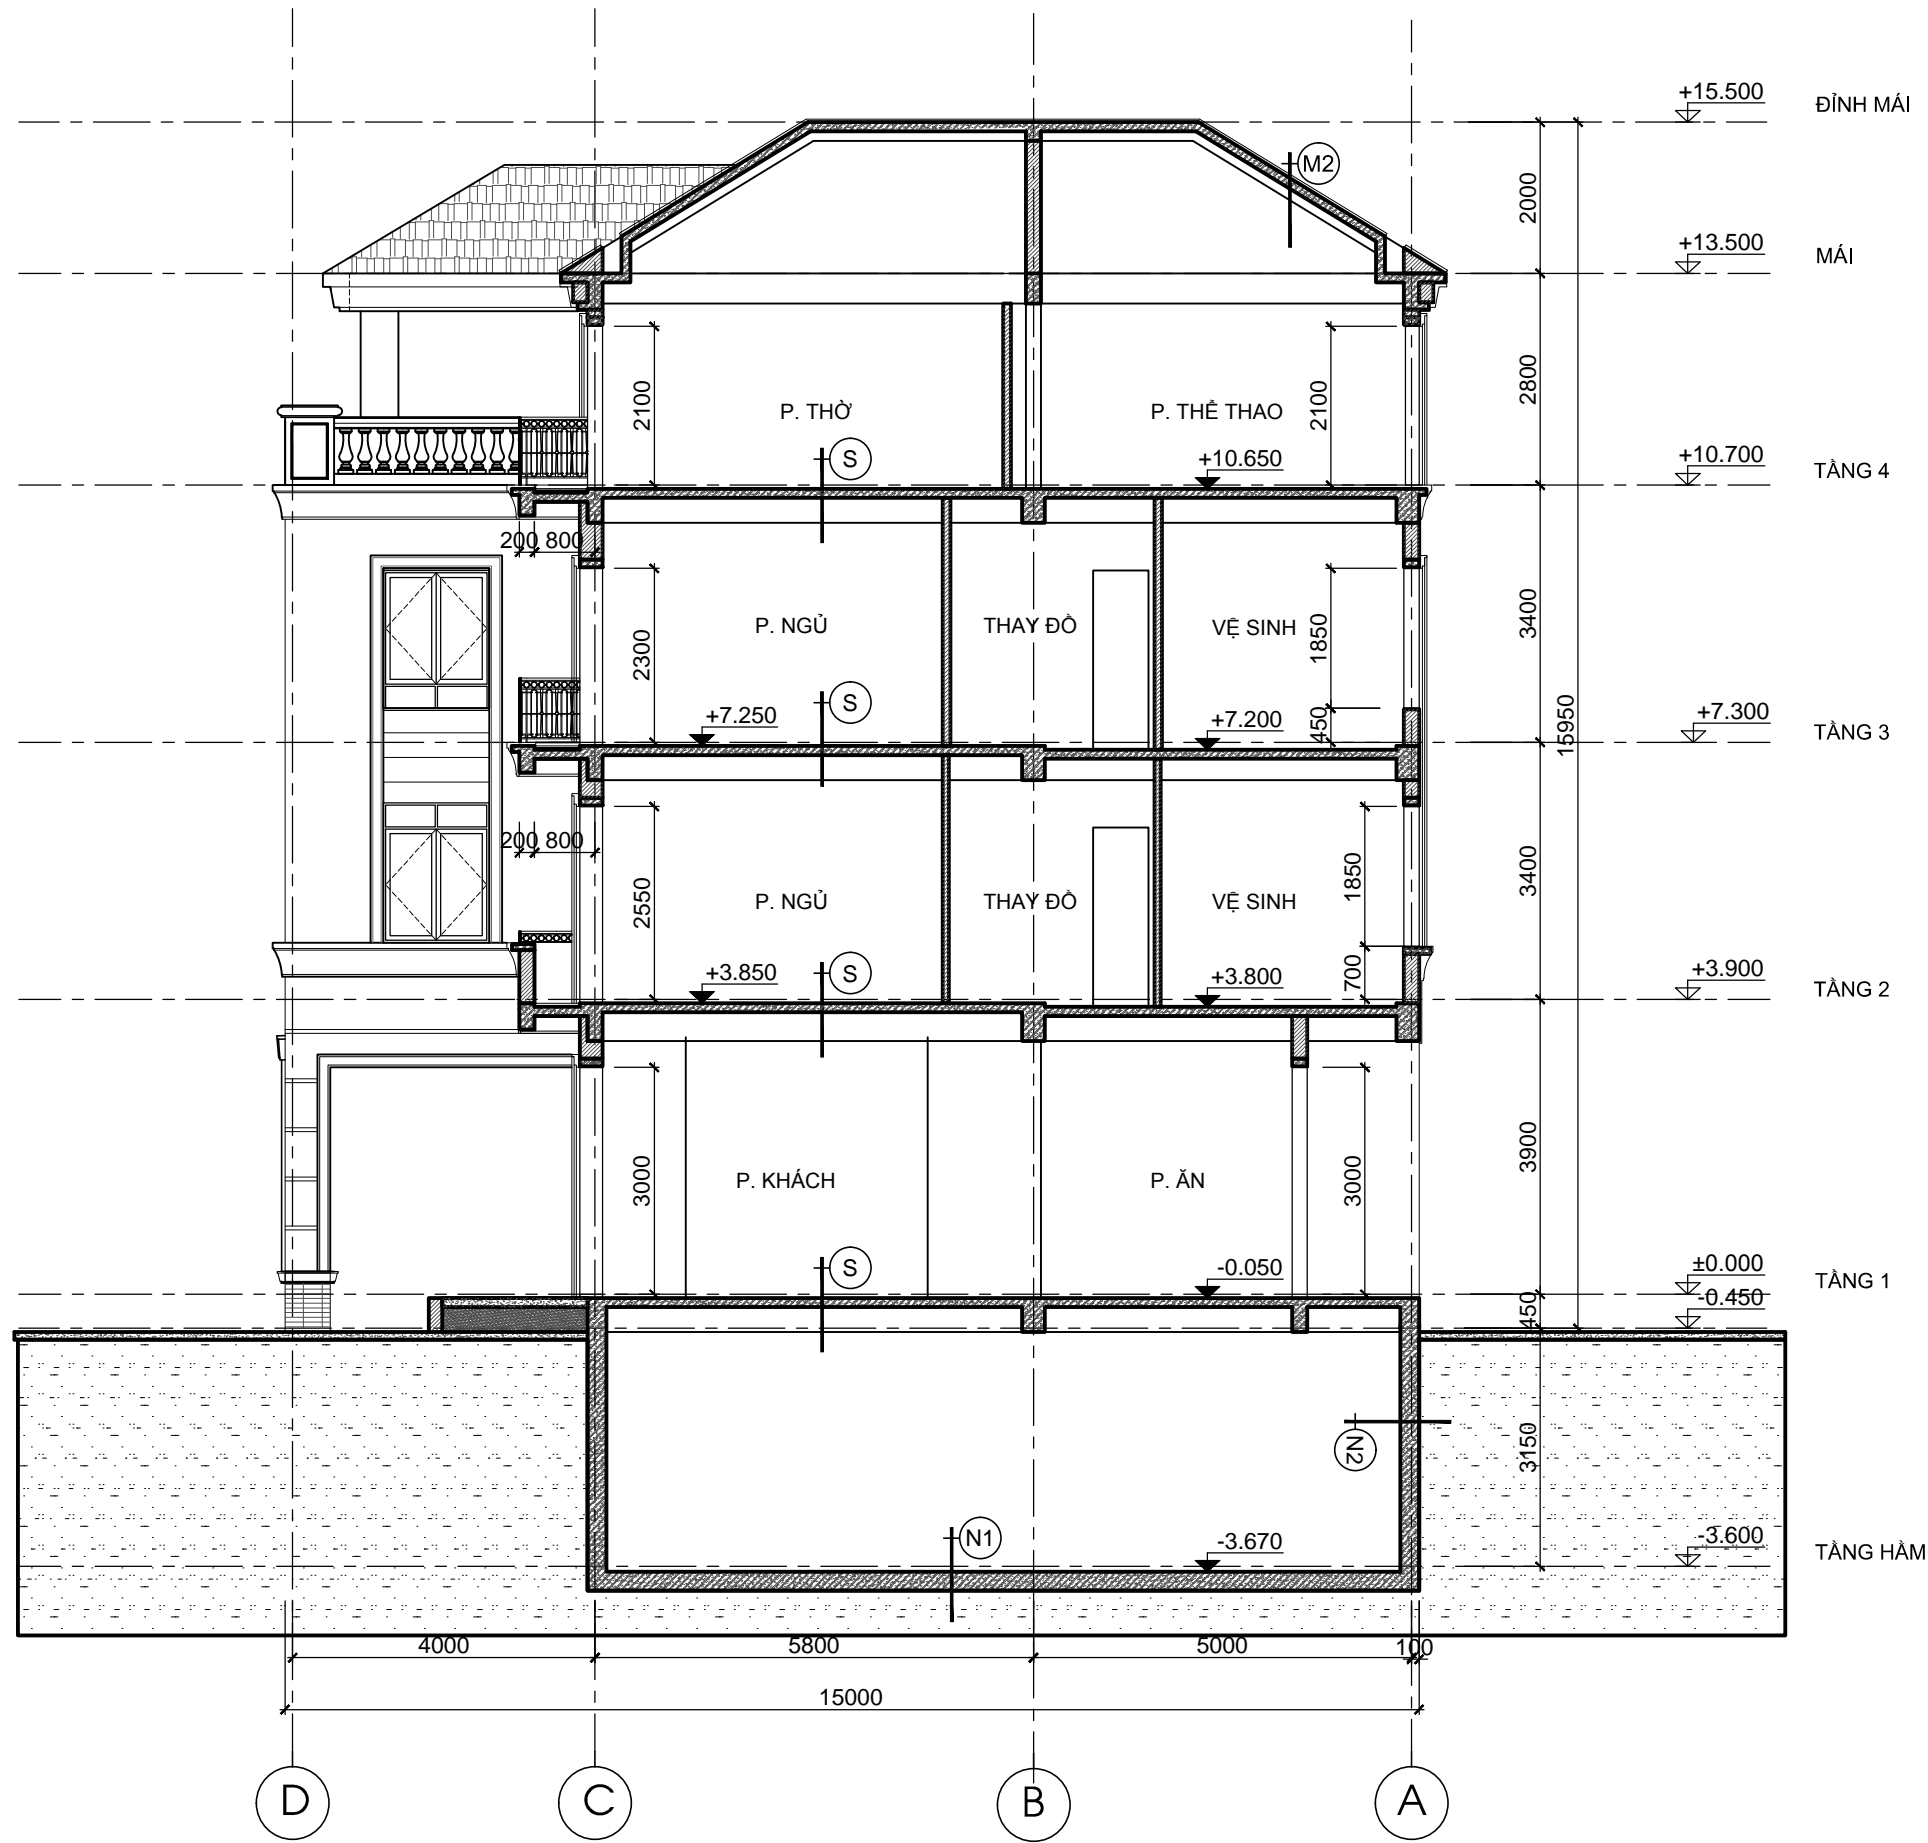 +15.500
ĐỈNH MÁI
M2
2000
+13.500
MÁI
2100
P. THỜ
P. THỂ THAO
2100
2800
S
+10.650
+10.700
TẦNG 4
200 800
2300
P. NGỦ
THAY ĐỒ
VỆ SINH
1850
3400
S
+7.250
+7.200
450
15950
+7.300
TẦNG 3
200 800
2550
P. NGỦ
THAY ĐỒ
VỆ SINH
1850
3400
S
+3.850
+3.800
700
+3.900
TẦNG 2
3000
P. KHÁCH
P. ĂN
3000
3900
S
-0.050
±0.000
TẦNG 1
450
-0.450
N2
3150
N1
-3.670
-3.600
TẦNG HẦM
4000
5800
5000
100
15000
D
C
B
A